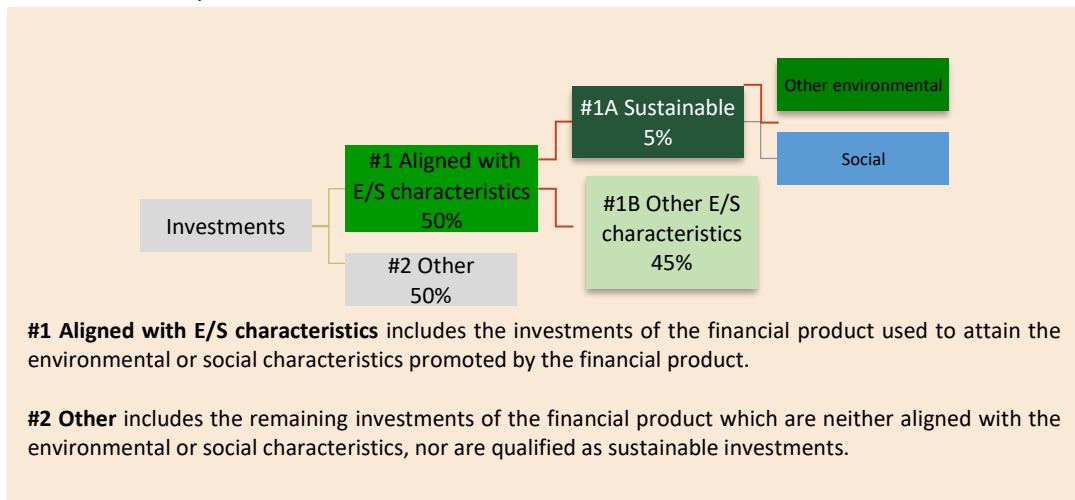 Other environmental
#1A Sustainable
5%
Social
#1 Aligned with
E/S characteristics
50%
#1B Other E/S
characteristics
45%
Investments
#2 Other
50%
#1 Aligned with E/S characteristics includes the investments of the financial product used to attain the
environmental or social characteristics promoted by the financial product.
#2 Other includes the remaining investments of the financial product which are neither aligned with the
environmental or social characteristics, nor are qualified as sustainable investments.